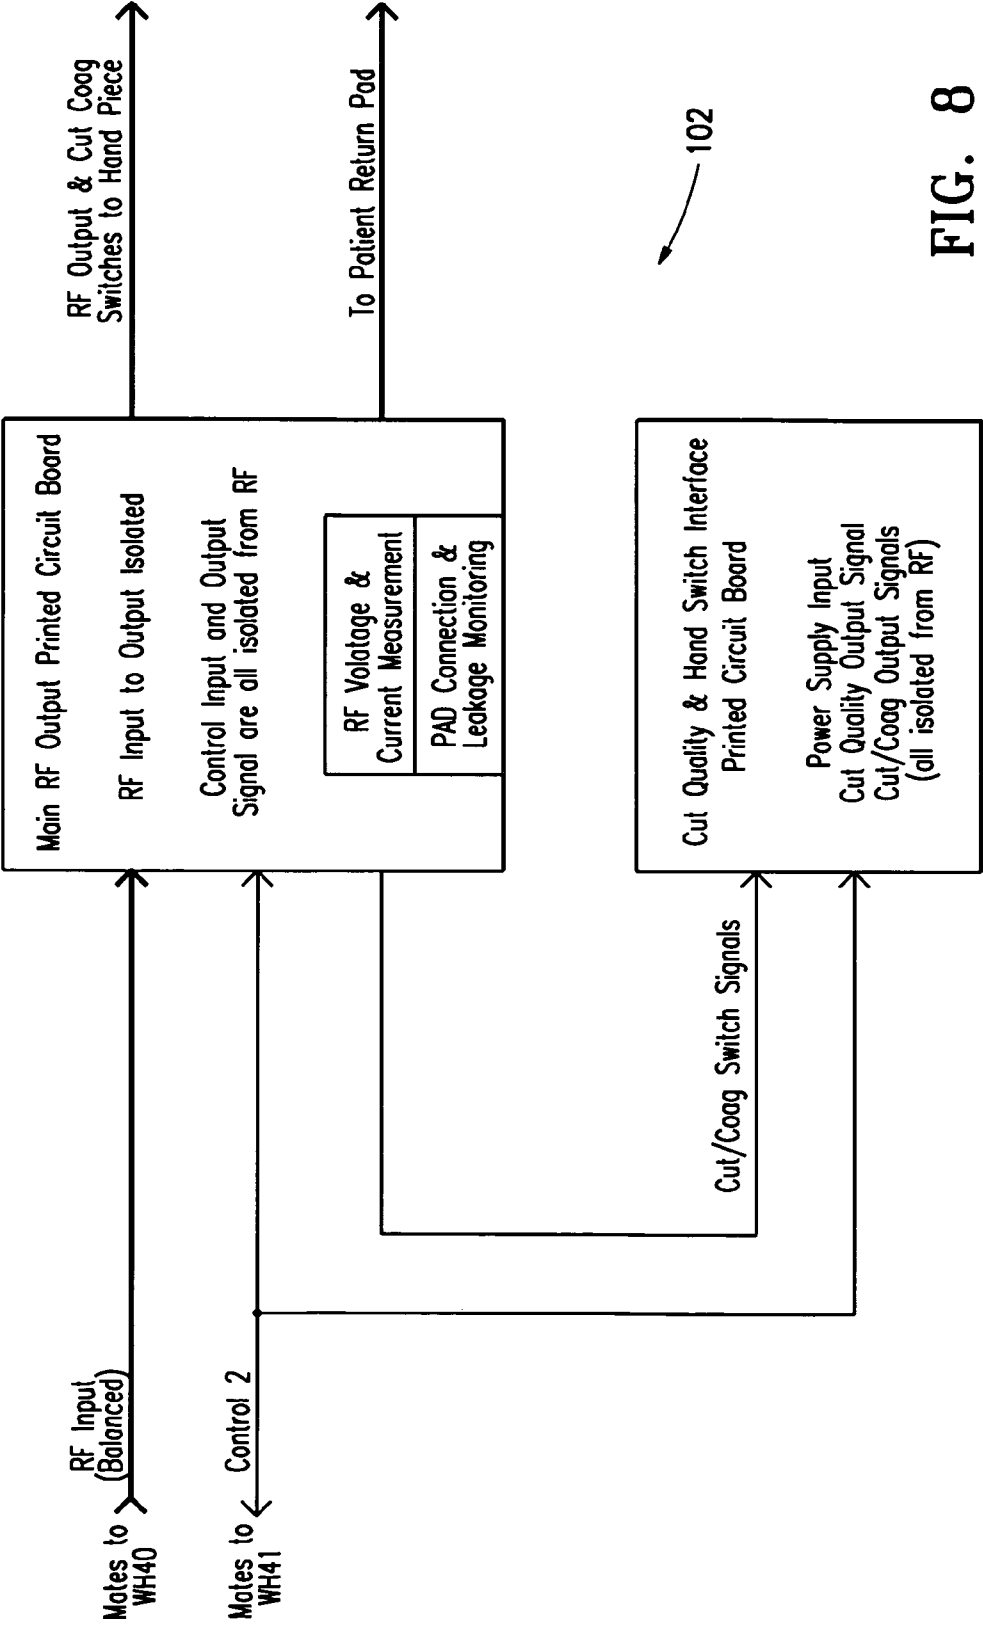 RF Output & Cut Coag
Switches to Hand Piece
To Patient Return Pad
102
FIG. 8
Main RF Output Printed Circuit Board
RF Input to Output Isolated
Control Input and Output
Signal are all isolated from RF
RF Volatage &
Current Measurement
PAD Connection &
Leakage Monitoring
Cut Quality & Hand Switch Interface
Printed Circuit Board
Power Supply Input
Cut Quality Output Signal
Cut/Coag Output Signals
(all isolated from RF)
Cut/Coag Switch Signals
RF Input
(Balanced)
Control 2
Mates to
WH40
Mates to
WH41